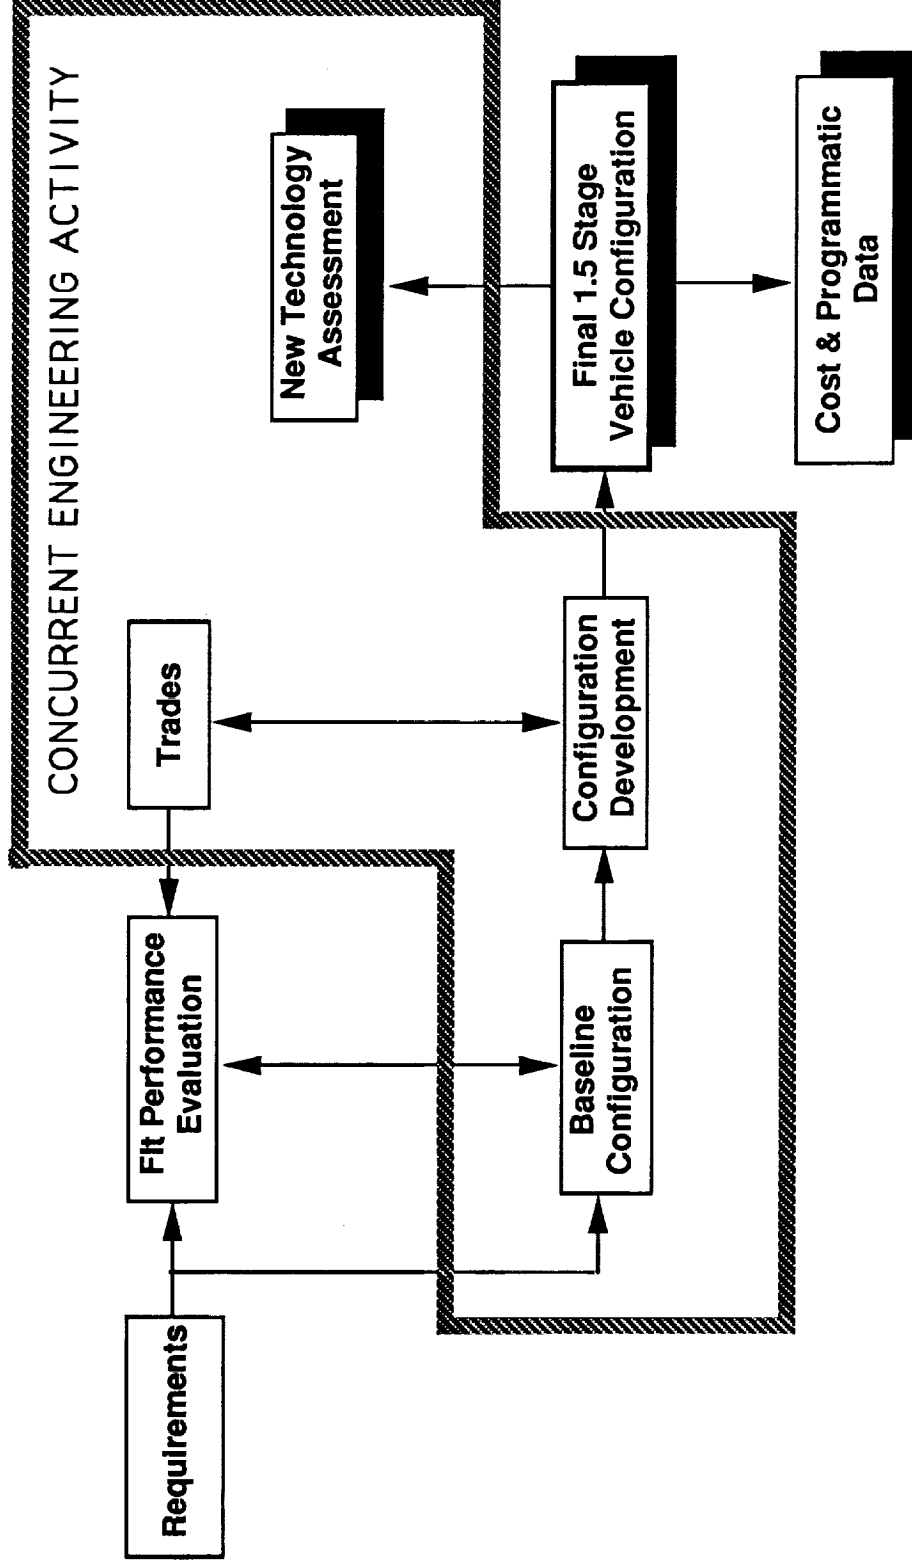 CONCURRENT ENGINEERING ACTIVITY
Requirements
Flt Performance
Evaluation
Trades
New Technology
Assessment
Baseline
Configuration
Configuration
Development
Final 1.5 Stage
Vehicle Configuration
Cost & Programmatic
Data